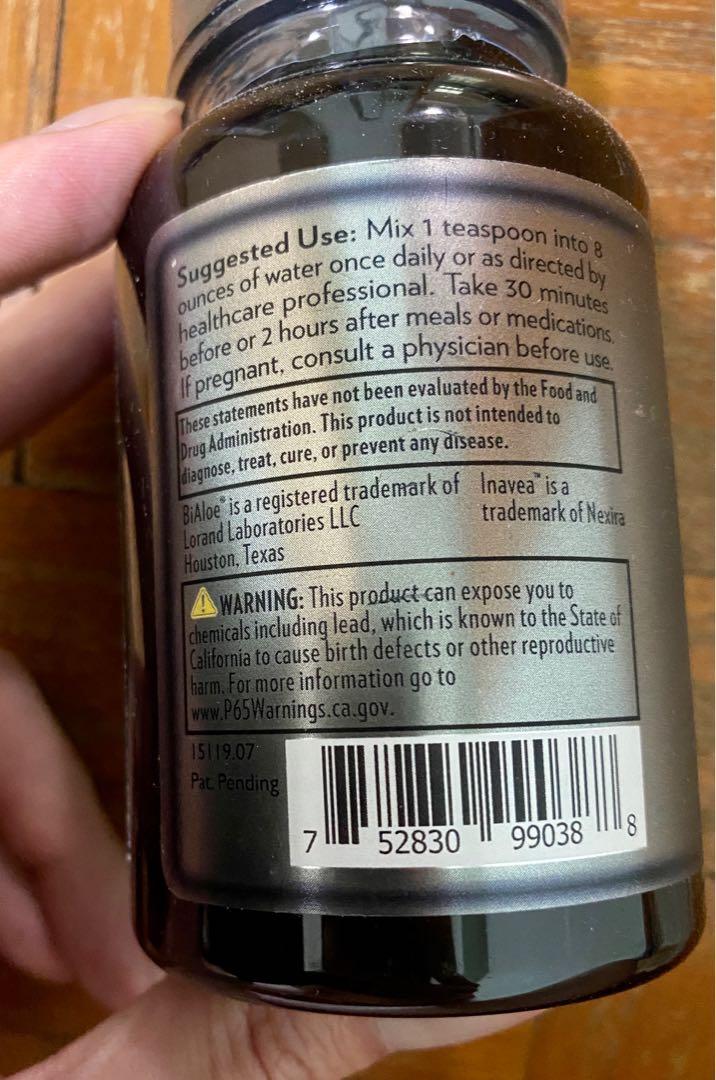 Suggested Use: Mix 1 teaspoon into 8
ounces of water once daily or as directed by
healthcare professional. Take 30 minutes
before or 2 hours after meals or medications.
If pregnant, consult a physician before use.
These statements have not been evaluated by the Food and
Drug Administration. This product is not intended to
diagnose, treat, cure, or prevent any disease.
BiAloe® is a registered trademark of
Lorand Laboratories LLC
Houston, Texas
Inavea™ is a
trademark of Nexira
WARNING: This product can expose you to
chemicals including lead, which is known to the State of
California to cause birth defects or other reproductive
harm. For more information go to
www.P65Warnings.ca.gov.
15119.07
Pat. Pending
7 52830 99038 8